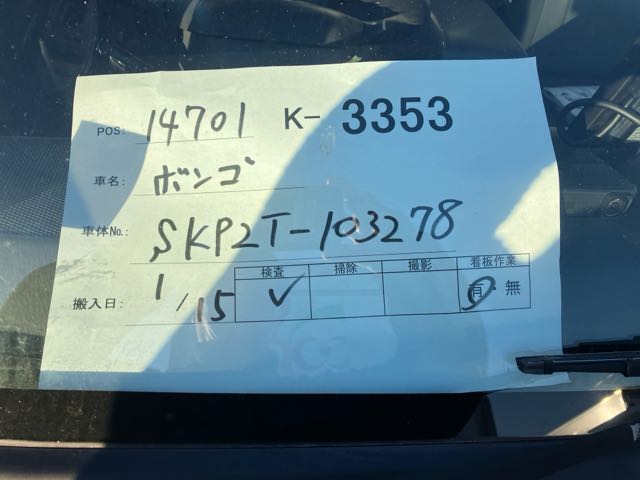 POS: 14701 K- 3353
車名: ボンゴ
車体No.: SKP2T-103278
検査 掃除 撮影 看板作業
搬入日: 1/15 ✓ 有 無